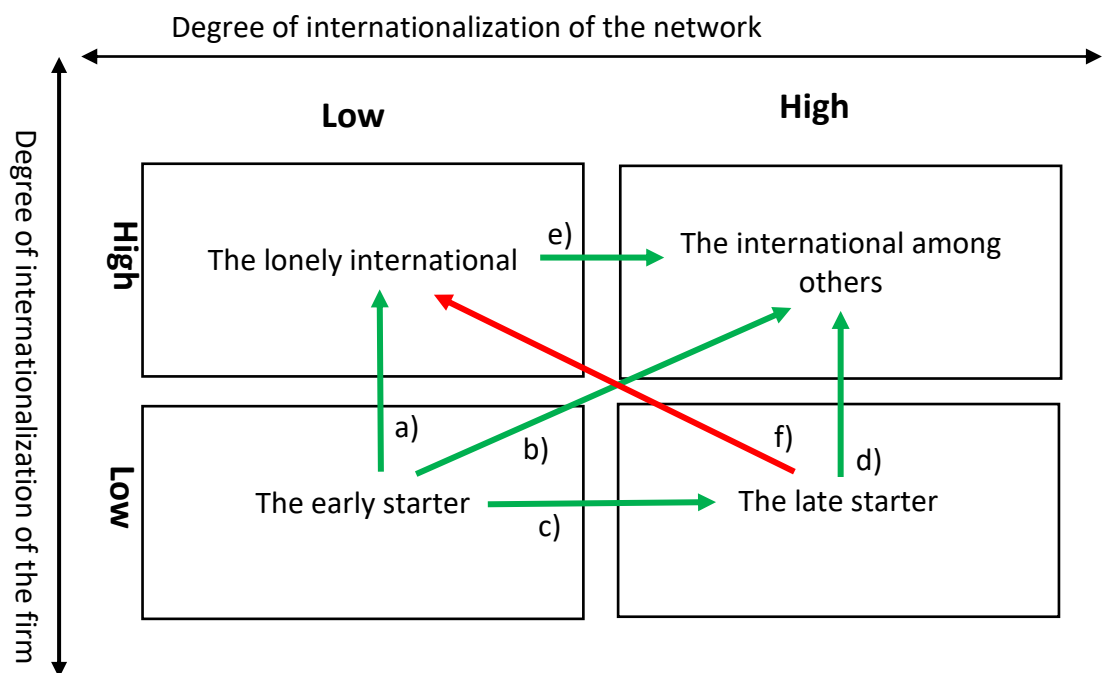 Degree of internationalization of the network
Low
High
Degree of internationalization of the firm
High
The lonely international
e)
The international among
others
Low
a)
b)
f)
d)
The early starter
c)
The late starter